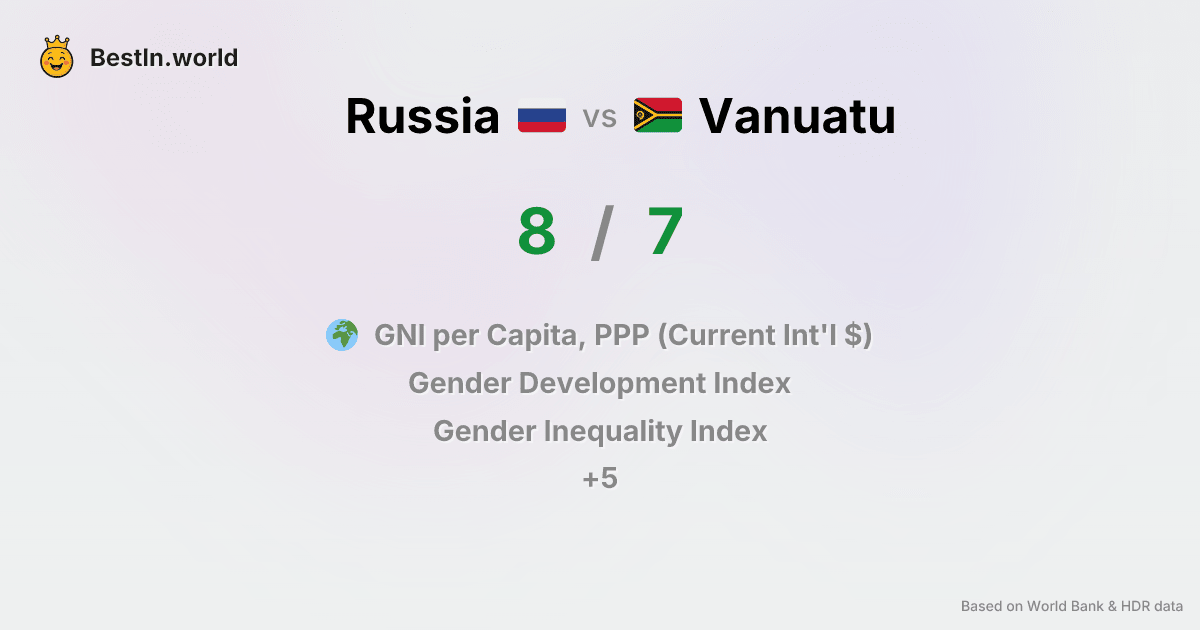 BestIn.world
Russia vs Vanuatu
8 / 7
GNI per Capita, PPP (Current Int'l $)
Gender Development Index
Gender Inequality Index
+5
Based on World Bank & HDR data